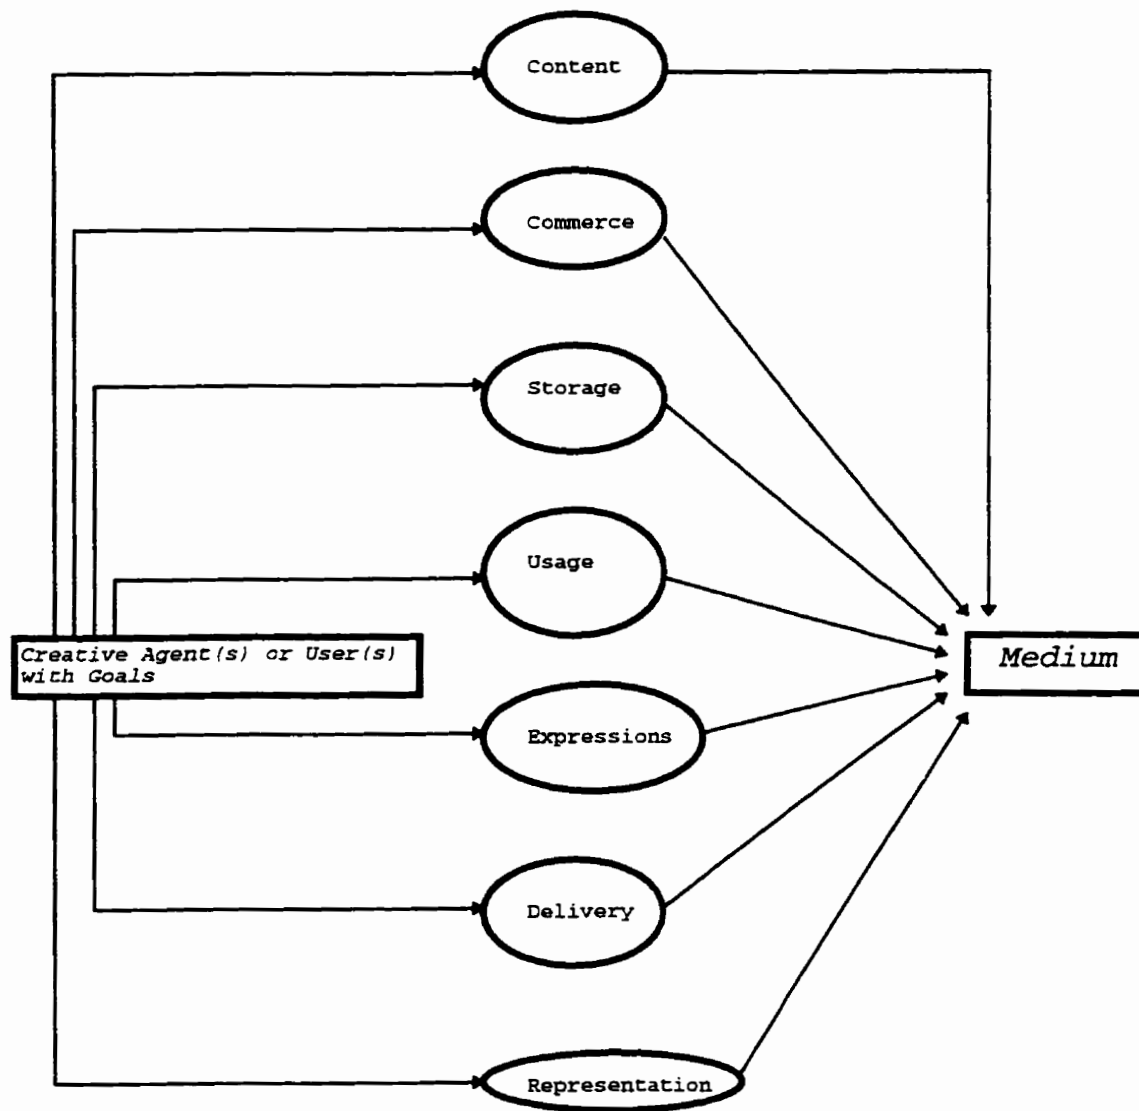 Content
Commerce
Storage
Usage
Creative Agent(s) or User(s)
with Goals
Medium
Expressions
Delivery
Representation